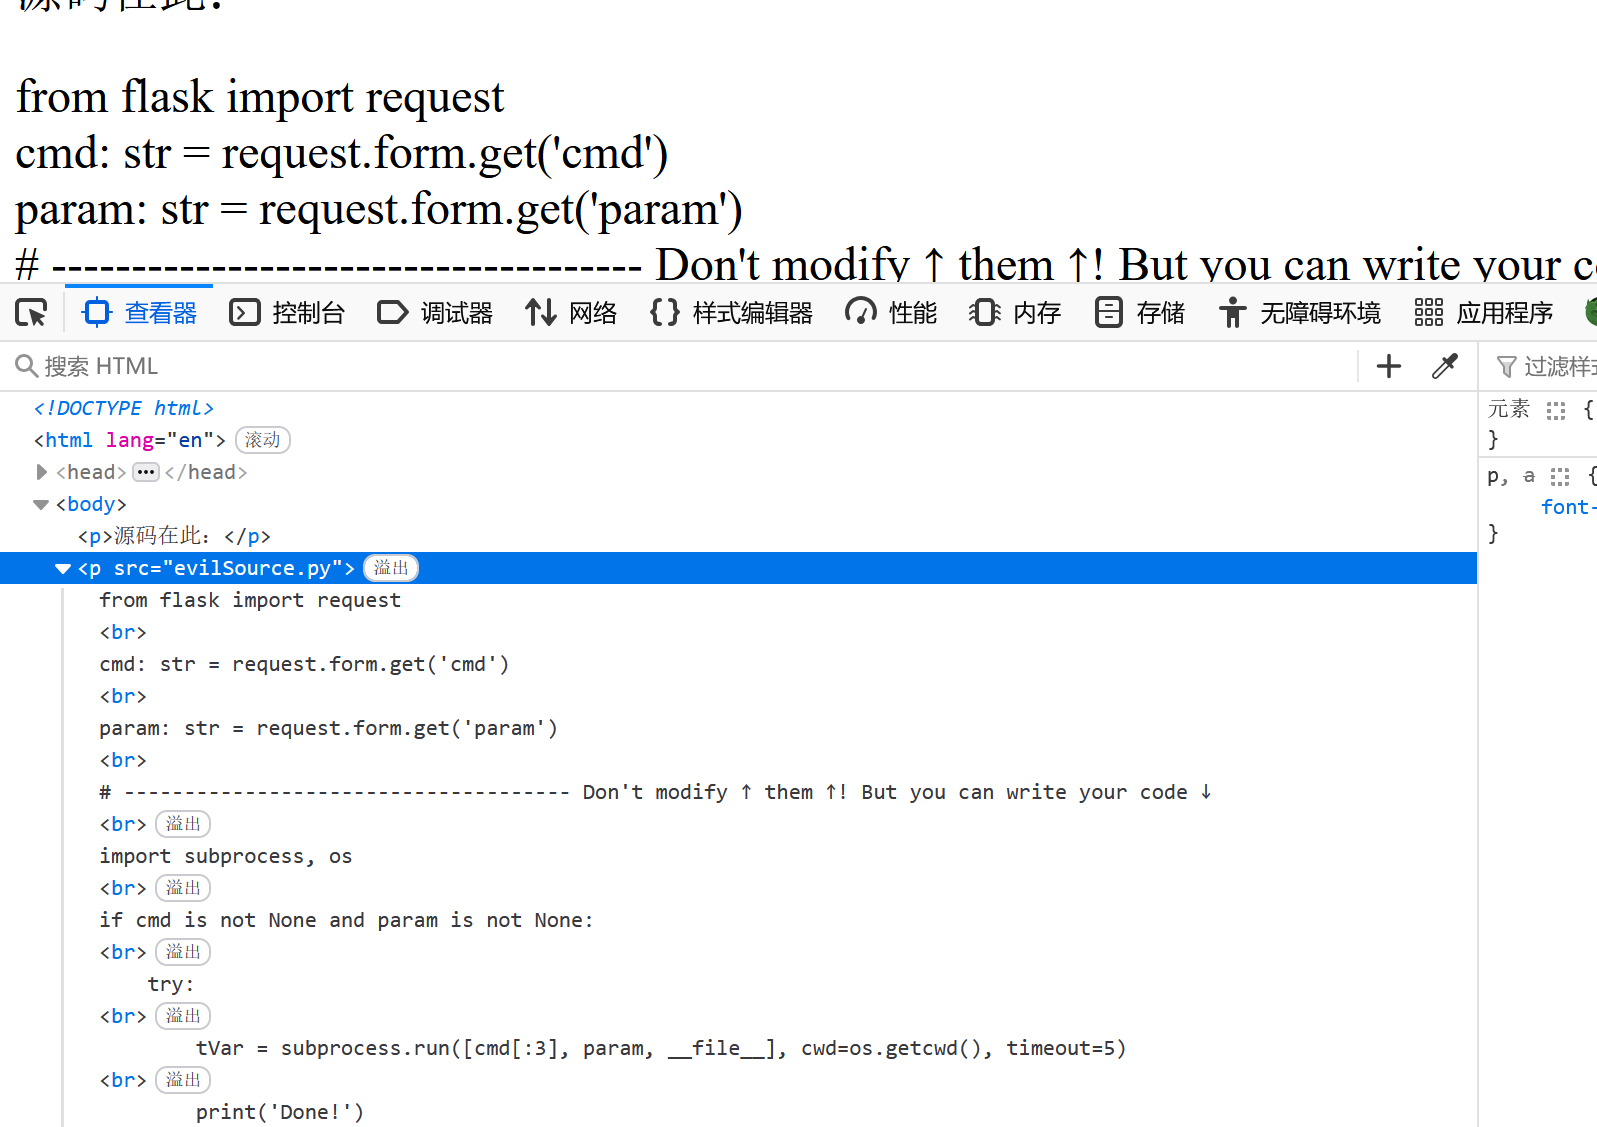 源码在此：
from flask import request
cmd: str = request.form.get('cmd')
param: str = request.form.get('param')
# ------------------------------------- Don't modify ↑ them ↑! But you can write your c
查看器 控制台 调试器 网络 {} 样式编辑器 性能 内存 存储 无障碍环境 应用程序
搜索 HTML
过滤样式
<!DOCTYPE html>
<html lang="en"> 滚动
<head> ••• </head>
<body>
<p>源码在此：</p>
<p src="evilSource.py"> 溢出
from flask import request
<br>
cmd: str = request.form.get('cmd')
<br>
param: str = request.form.get('param')
<br>
# ------------------------------------- Don't modify ↑ them ↑! But you can write your code ↓
<br> 溢出
import subprocess, os
<br> 溢出
if cmd is not None and param is not None:
<br> 溢出
try:
<br> 溢出
tVar = subprocess.run([cmd[:3], param, __file__], cwd=os.getcwd(), timeout=5)
<br> 溢出
print('Done!')
元素 {
}
p, a {
font-
}